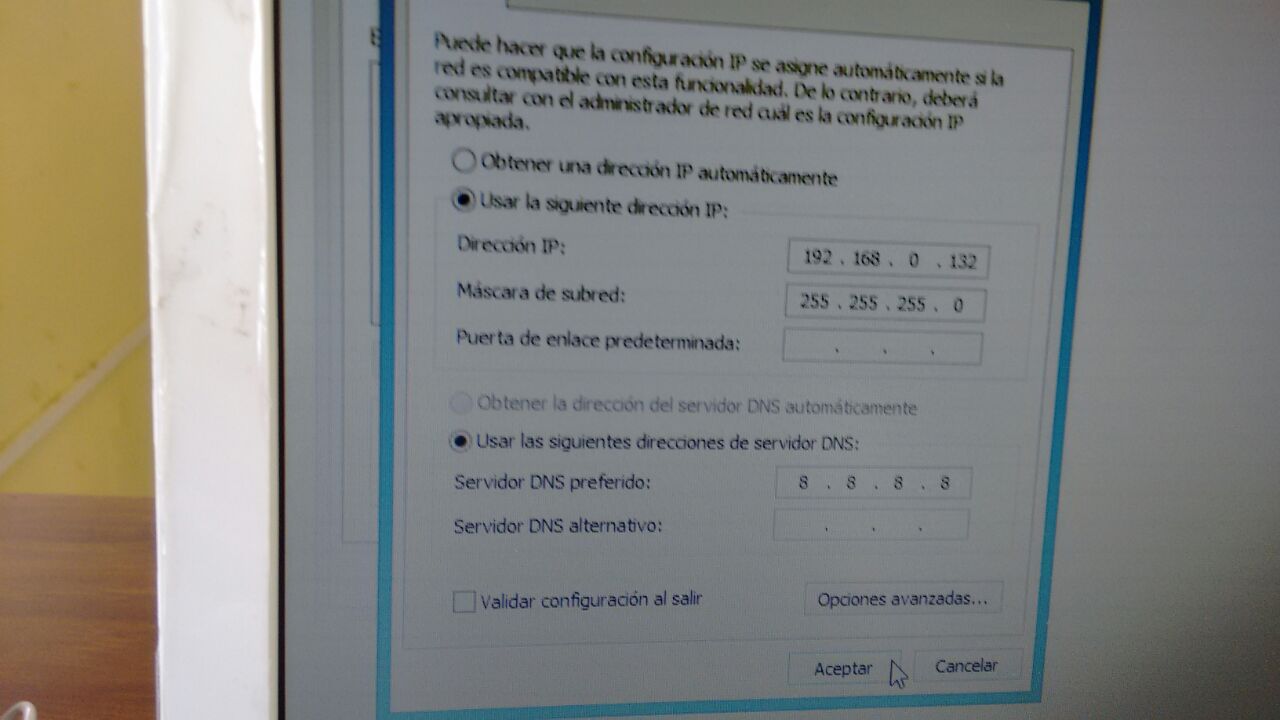 Puede hacer que la configuración IP se asigne automáticamente si la
red es compatible con esta funcionalidad. De lo contrario, deberá
consultar con el administrador de red cuál es la configuración IP
apropiada.
Obtener una dirección IP automáticamente
Usar la siguiente dirección IP:
Dirección IP: 192 . 168 . 0 . 132
Máscara de subred: 255 . 255 . 255 . 0
Puerta de enlace predeterminada: . . .
Obtener la dirección del servidor DNS automáticamente
Usar las siguientes direcciones de servidor DNS:
Servidor DNS preferido: 8 . 8 . 8 . 8
Servidor DNS alternativo: . . .
Validar configuración al salir Opciones avanzadas...
Aceptar Cancelar